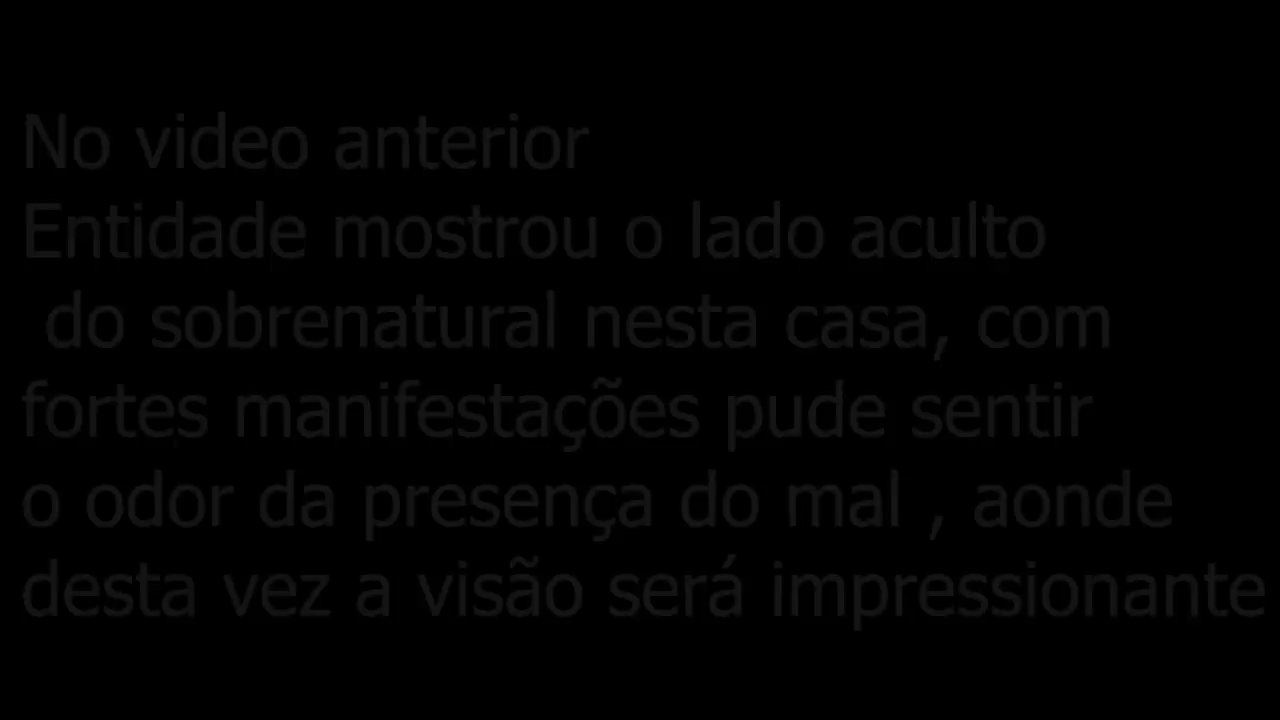 No video anterior
Entidade mostrou o lado aculto
do sobrenatural nesta casa, com
fortes manifestações pude sentir
o odor da presença do mal , aonde
desta vez a visão será impressionante